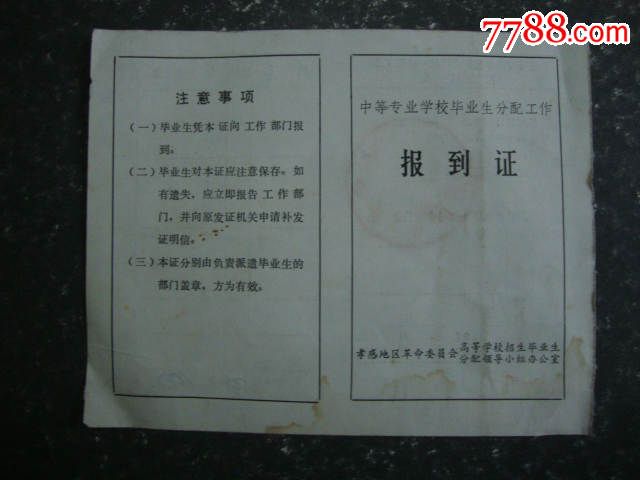 7788.com
注意事项
（一）毕业生凭本 证向 工作 部门报
到。
（二）毕业生对本证应注意保存。如
有遗失，应立即报告 工 作 部
门，并向原发证机关申请补发
证明信。
（三）本证分别由负责派遣毕业生的
部门盖章，方为有效。
中等专业学校毕业生分配工作
报到证
孝感地区革命委员会高等学校招生毕业生
分配领导小组办公室